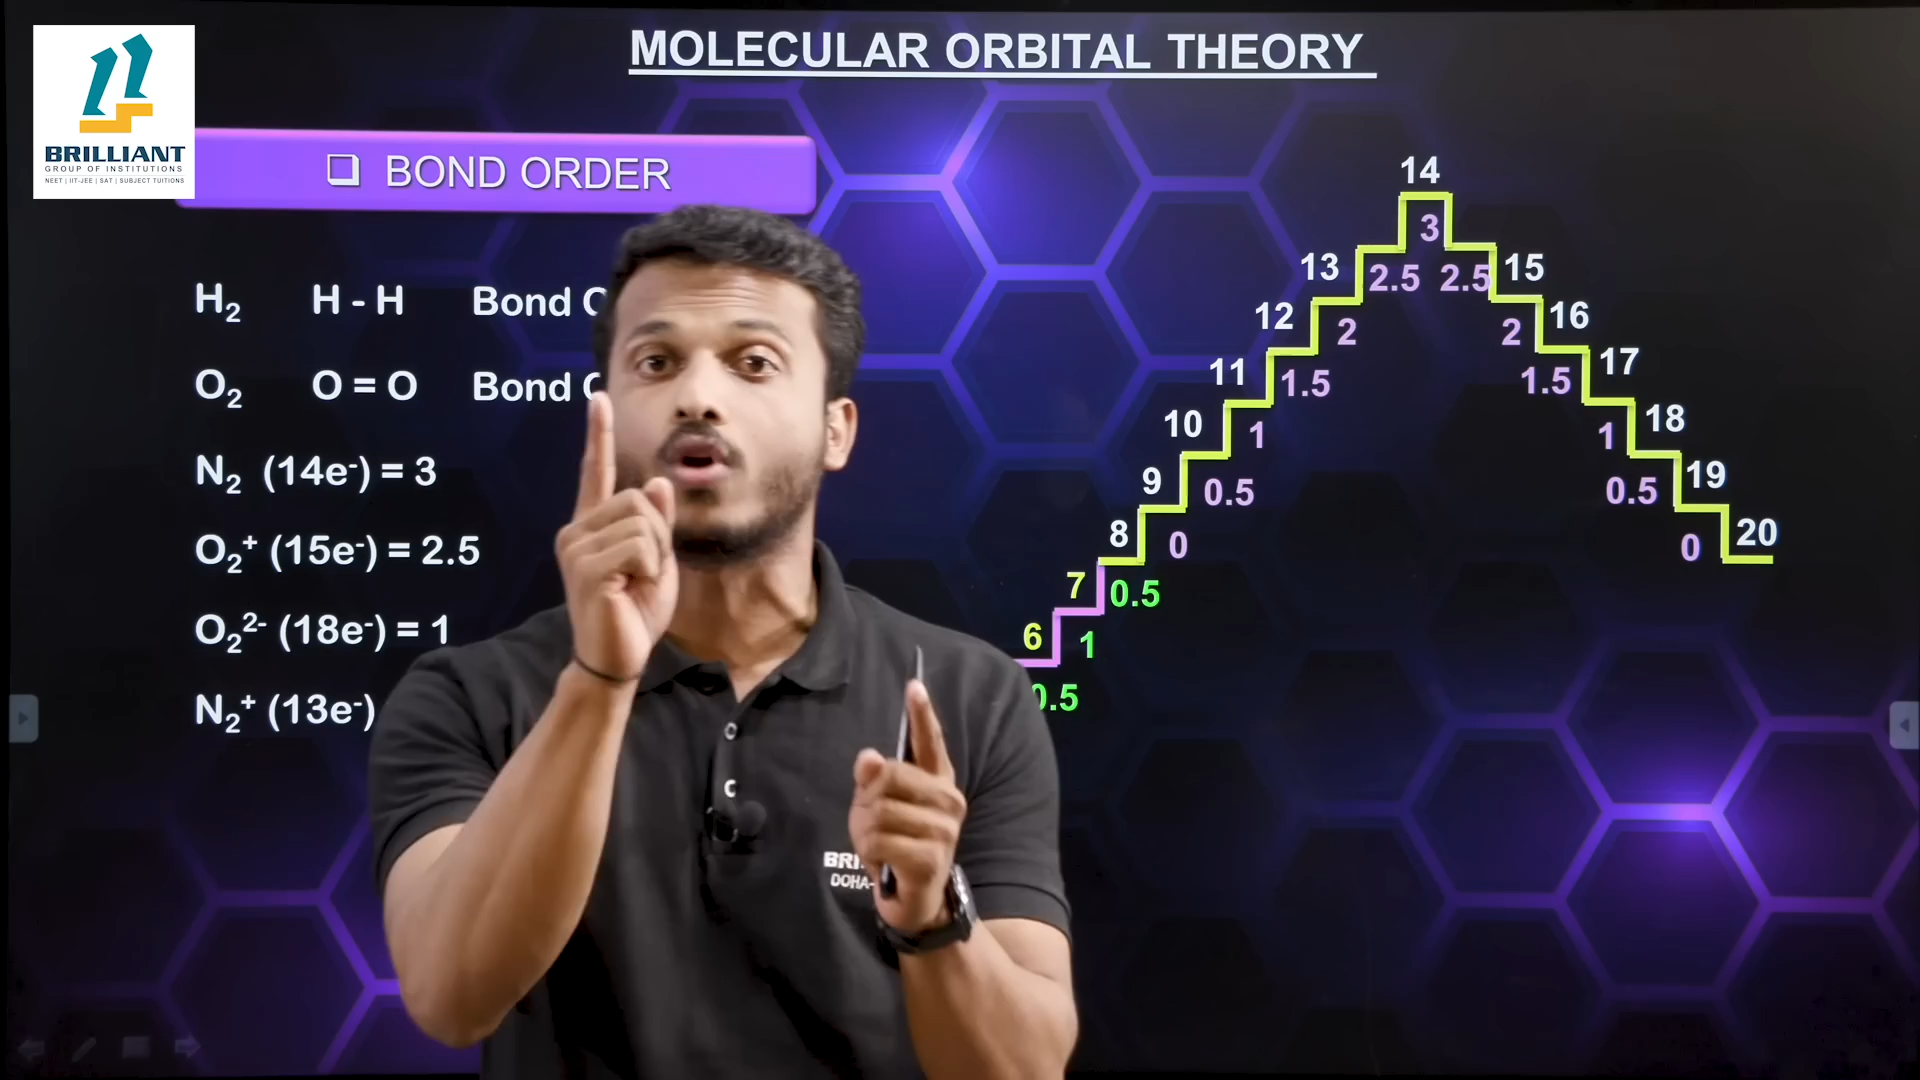 MOLECULAR ORBITAL THEORY
BRILLIANT
GROUP OF INSTITUTIONS
NEET | IIT-JEE | SAT | SUBJECT TUITIONS
❑ BOND ORDER
H₂ H - H Bond
O₂ O = O Bond
N₂ (14e⁻) = 3
O₂⁺ (15e⁻) = 2.5
O₂²⁻ (18e⁻) = 1
N₂⁺ (13e⁻)
14
3
13 2.5 2.5 15
12 2 2 16
11 1.5 1.5 17
10 1 1 18
9 0.5 0.5 19
8 0 0 20
7 0.5
6 1
0.5
BRI
DOHA-